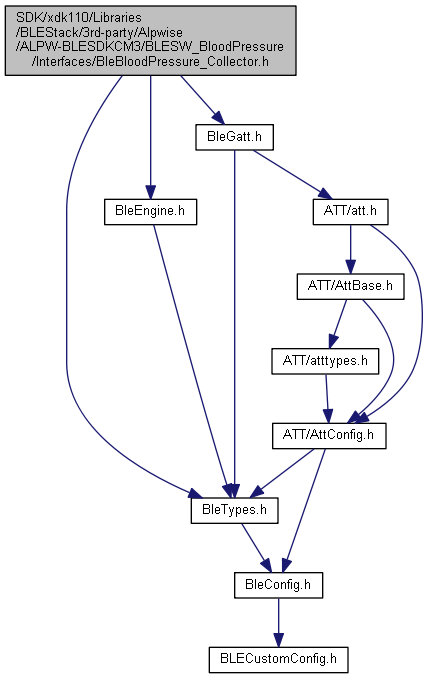 SDK/xdk110/Libraries
/BLEStack/3rd-party/Alpwise
/ALPW-BLESDKCM3/BLESW_BloodPressure
/Interfaces/BleBloodPressure_Collector.h
BleGatt.h
BleEngine.h
ATT/att.h
ATT/AttBase.h
ATT/atttypes.h
ATT/AttConfig.h
BleTypes.h
BleConfig.h
BLECustomConfig.h